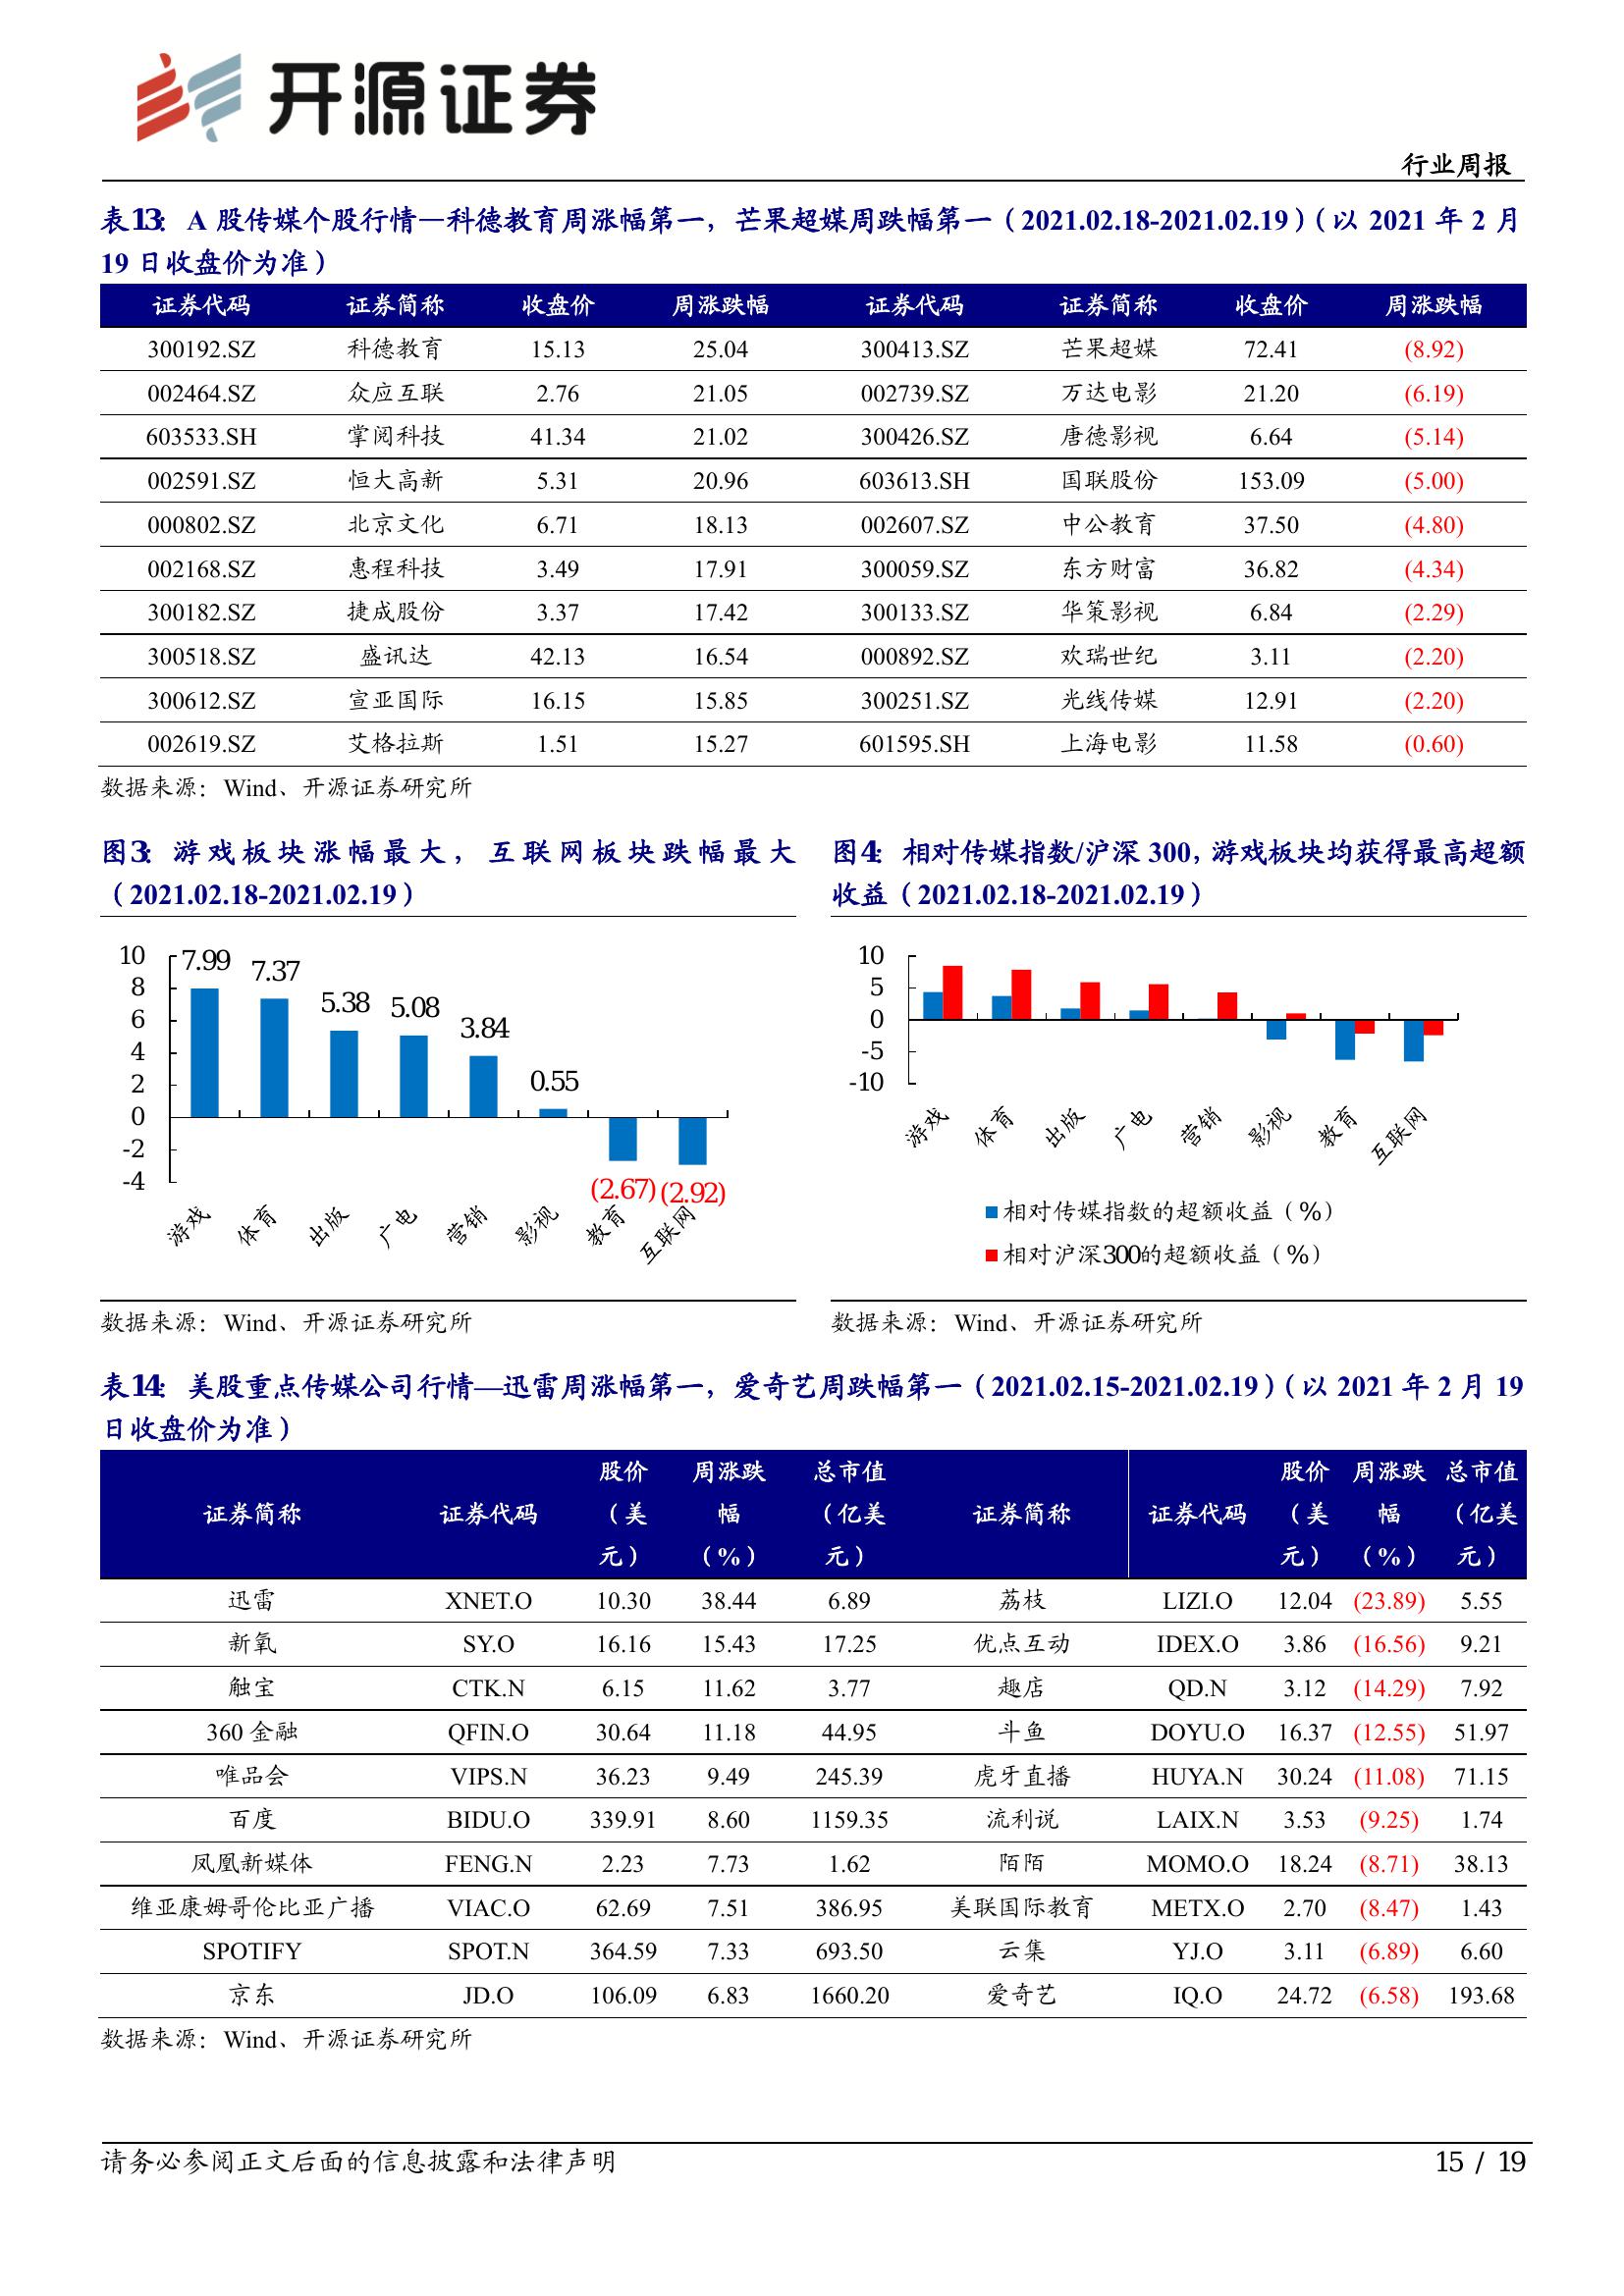 开源证券
行业周报
表13：A 股传媒个股行情—科德教育周涨幅第一，芒果超媒周跌幅第一（2021.02.18-2021.02.19）（以 2021 年 2 月
19 日收盘价为准）
证券代码 证券简称 收盘价 周涨跌幅 证券代码 证券简称 收盘价 周涨跌幅
300192.SZ 科德教育 15.13 25.04 300413.SZ 芒果超媒 72.41 (8.92)
002464.SZ 众应互联 2.76 21.05 002739.SZ 万达电影 21.20 (6.19)
603533.SH 掌阅科技 41.34 21.02 300426.SZ 唐德影视 6.64 (5.14)
002591.SZ 恒大高新 5.31 20.96 603613.SH 国联股份 153.09 (5.00)
000802.SZ 北京文化 6.71 18.13 002607.SZ 中公教育 37.50 (4.80)
002168.SZ 惠程科技 3.49 17.91 300059.SZ 东方财富 36.82 (4.34)
300182.SZ 捷成股份 3.37 17.42 300133.SZ 华策影视 6.84 (2.29)
300518.SZ 盛讯达 42.13 16.54 000892.SZ 欢瑞世纪 3.11 (2.20)
300612.SZ 宣亚国际 16.15 15.85 300251.SZ 光线传媒 12.91 (2.20)
002619.SZ 艾格拉斯 1.51 15.27 601595.SH 上海电影 11.58 (0.60)
数据来源：Wind、开源证券研究所
图3：游戏板块涨幅最大，互联网板块跌幅最大
（2021.02.18-2021.02.19）
10
8
6
4
2
0
-2
-4
7.99
7.37
5.38
5.08
3.84
0.55
(2.67)
(2.92)
游戏
体育
出版
广电
营销
影视
教育
互联网
数据来源：Wind、开源证券研究所
图4：相对传媒指数/沪深 300，游戏板块均获得最高超额
收益（2021.02.18-2021.02.19）
10
5
0
-5
-10
游戏
体育
出版
广电
营销
影视
教育
互联网
相对传媒指数的超额收益（%）
相对沪深300的超额收益（%）
数据来源：Wind、开源证券研究所
表14：美股重点传媒公司行情—迅雷周涨幅第一，爱奇艺周跌幅第一（2021.02.15-2021.02.19）（以 2021 年 2 月 19
日收盘价为准）
股价 周涨跌 总市值 股价 周涨跌 总市值
证券简称 证券代码 （美 幅 （亿美 证券简称 证券代码 （美 幅 （亿美
元） （%） 元） 元） （%） 元）
迅雷 XNET.O 10.30 38.44 6.89 荔枝 LIZI.O 12.04 (23.89) 5.55
新氧 SY.O 16.16 15.43 17.25 优点互动 IDEX.O 3.86 (16.56) 9.21
触宝 CTK.N 6.15 11.62 3.77 趣店 QD.N 3.12 (14.29) 7.92
360 金融 QFIN.O 30.64 11.18 44.95 斗鱼 DOYU.O 16.37 (12.55) 51.97
唯品会 VIPS.N 36.23 9.49 245.39 虎牙直播 HUYA.N 30.24 (11.08) 71.15
百度 BIDU.O 339.91 8.60 1159.35 流利说 LAIX.N 3.53 (9.25) 1.74
凤凰新媒体 FENG.N 2.23 7.73 1.62 陌陌 MOMO.O 18.24 (8.71) 38.13
维亚康姆哥伦比亚广播 VIAC.O 62.69 7.51 386.95 美联国际教育 METX.O 2.70 (8.47) 1.43
SPOTIFY SPOT.N 364.59 7.33 693.50 云集 YJ.O 3.11 (6.89) 6.60
京东 JD.O 106.09 6.83 1660.20 爱奇艺 IQ.O 24.72 (6.58) 193.68
数据来源：Wind、开源证券研究所
请务必参阅正文后面的信息披露和法律声明
15 / 19